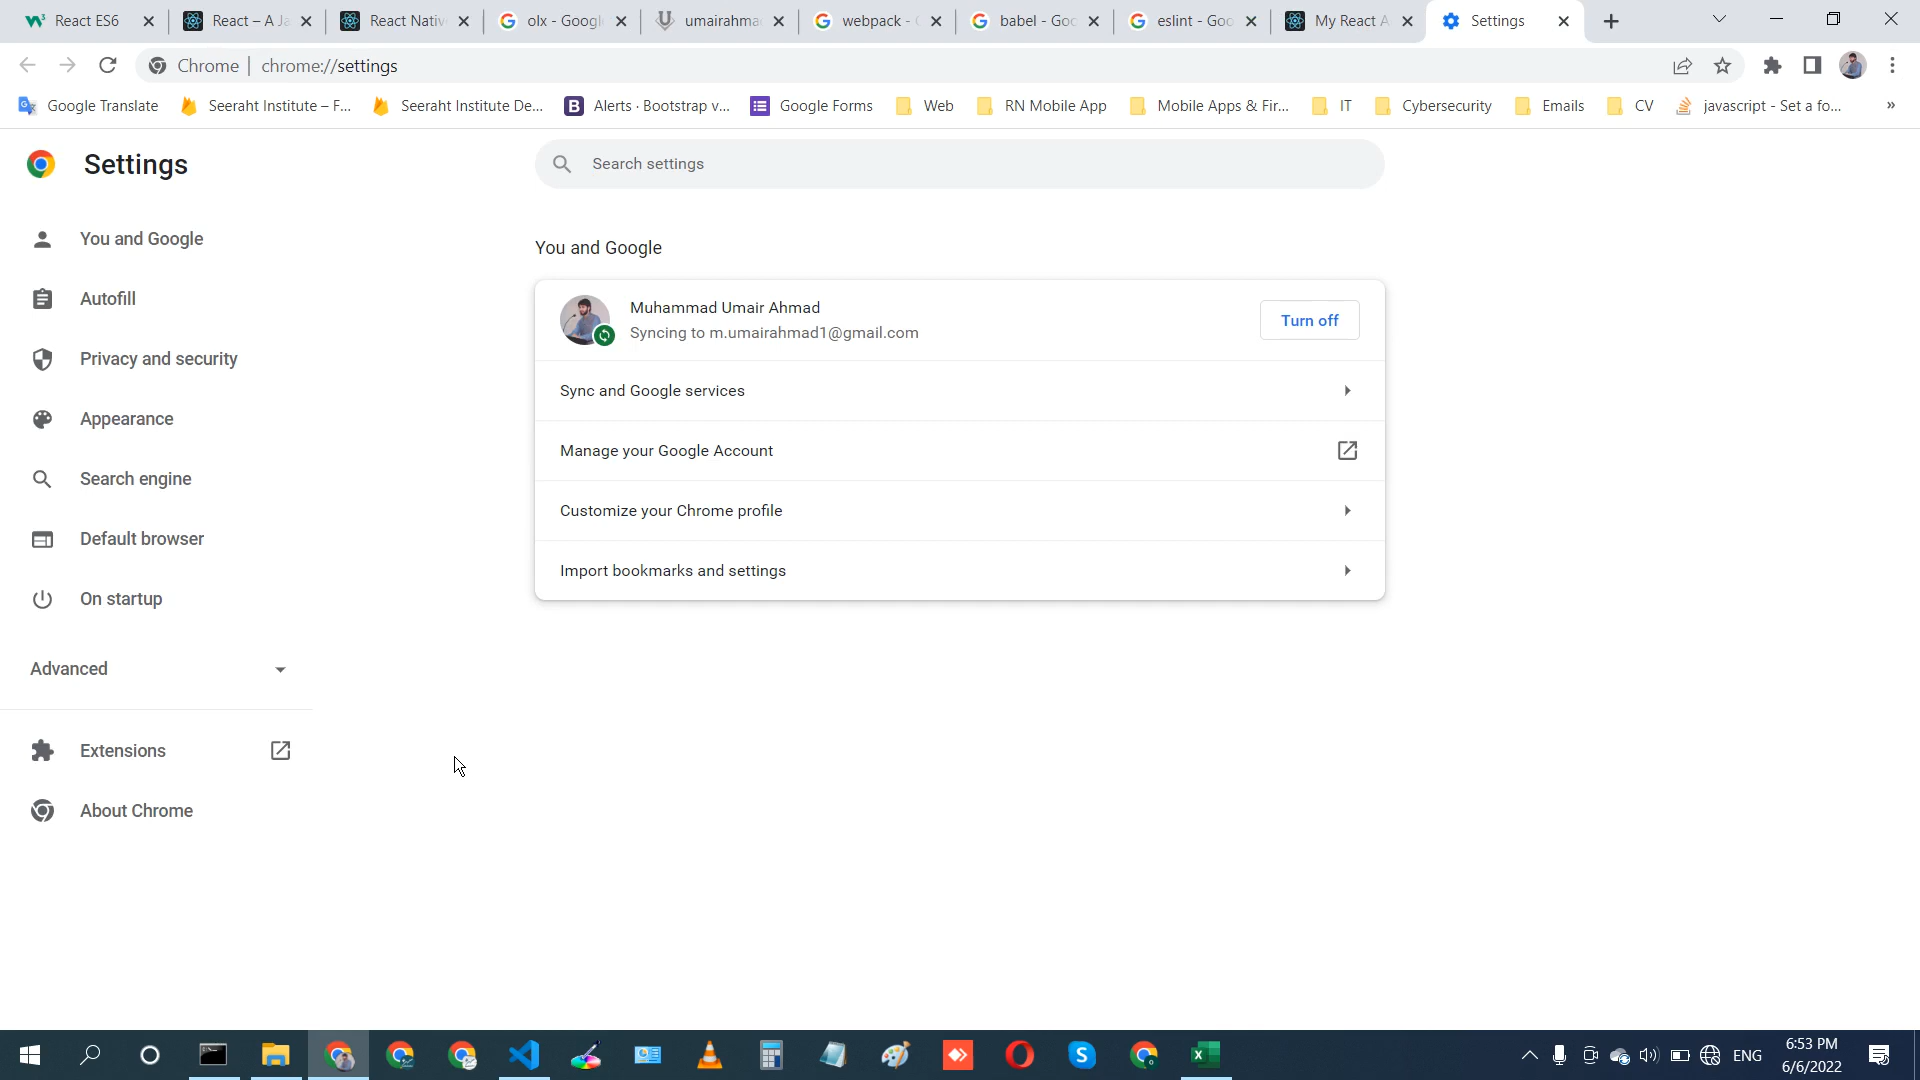 React ES6
React – A Ja
React Nativ
olx - Googl
umairahma
webpack - 
babel - Goo
eslint - Goo
My React A
Settings
Chrome | chrome://settings
Google Translate
Seeraht Institute – F...
Seeraht Institute De...
Alerts · Bootstrap v...
Google Forms
Web
RN Mobile App
Mobile Apps & Fir...
IT
Cybersecurity
Emails
CV
javascript - Set a fo...
»
Settings
Search settings
You and Google
Autofill
Privacy and security
Appearance
Search engine
Default browser
On startup
Advanced
Extensions
About Chrome
You and Google
Muhammad Umair Ahmad
Syncing to m.umairahmad1@gmail.com
Turn off
Sync and Google services
Manage your Google Account
Customize your Chrome profile
Import bookmarks and settings
ENG
6:53 PM
6/6/2022